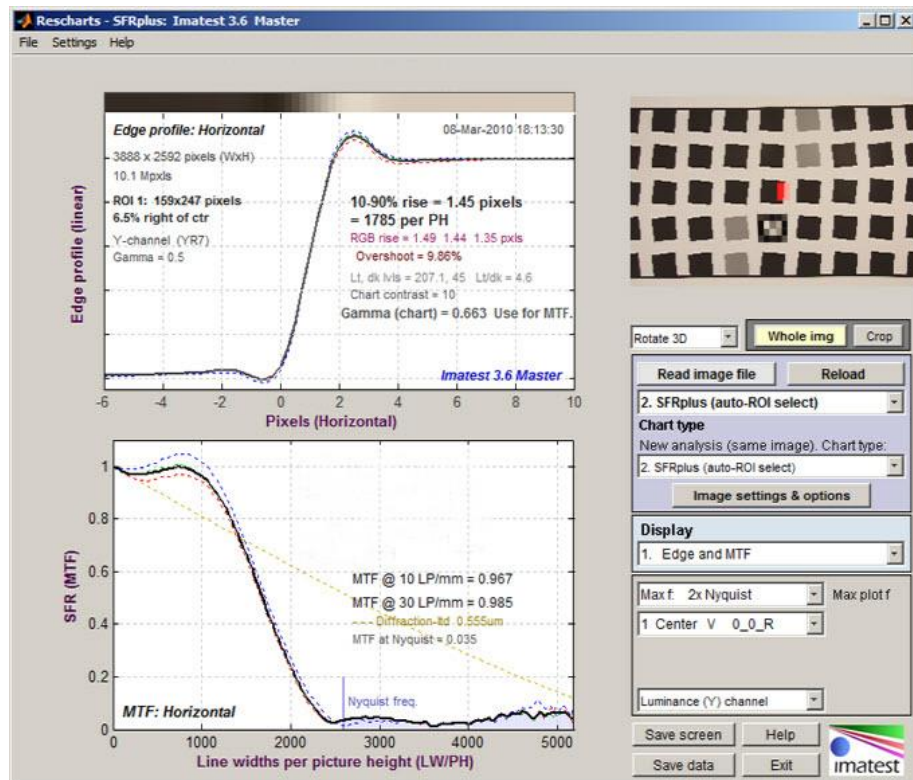 Rescharts - SFRplus: Imatest 3.6 Master
File Settings Help
Edge profile: Horizontal
08-Mar-2010 18:13:30
3888 x 2592 pixels (WxH)
10.1 Mpxls
ROI 1: 159x247 pixels
6.5% right of ctr
Y-channel (YR7)
Gamma = 0.5
10-90% rise = 1.45 pixels
= 1785 per PH
RGB rise = 1.49 1.44 1.35 pxls
Overshoot = 9.86%
Lt, dk lvls = 207.1, 45 Lt/dk = 4.6
Chart contrast = 10
Gamma (chart) = 0.663 Use for MTF.
Imatest 3.6 Master
Edge profile (linear)
-6 -4 -2 0 2 4 6 8 10
Pixels (Horizontal)
Rotate 3D
Whole img
Crop
Read image file
Reload
2. SFRplus (auto-ROI select)
Chart type
New analysis (same image). Chart type:
2. SFRplus (auto-ROI select)
Image settings & options
Display
1. Edge and MTF
Max f: 2x Nyquist
Max plot f
1 Center V 0_0_R
Luminance (Y) channel
Save screen
Help
Save data
Exit
imatest
SFR (MTF)
1
0.8
0.6
0.4
0.2
0
MTF @ 10 LP/mm = 0.967
MTF @ 30 LP/mm = 0.985
Diffraction-ltd 0.555um
MTF at Nyquist = 0.035
Nyquist freq.
MTF: Horizontal
0 1000 2000 3000 4000 5000
Line widths per picture height (LW/PH)